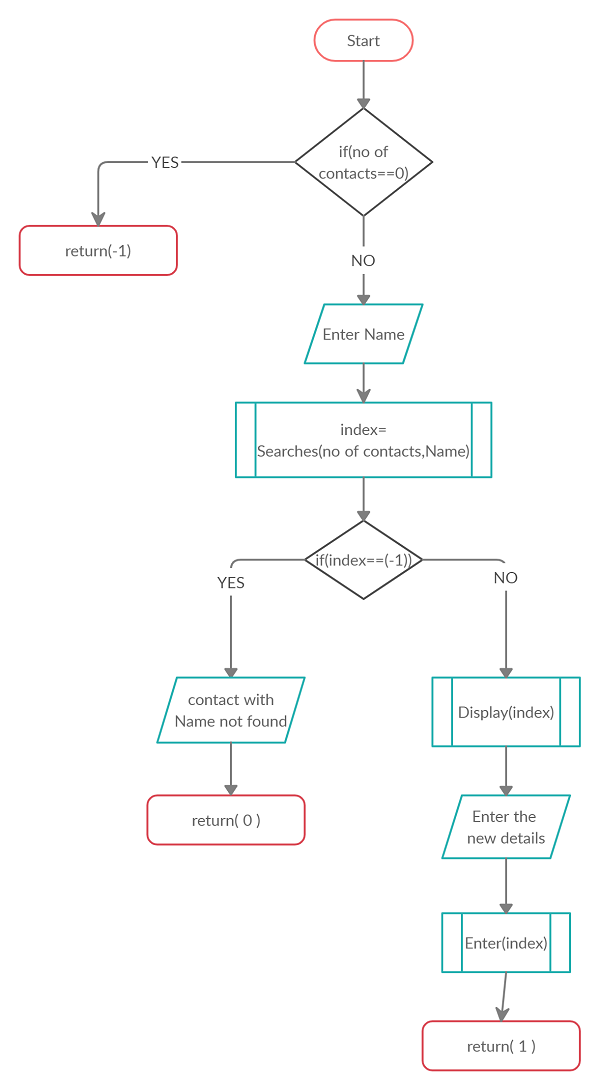 Start
if(no of
contacts==0)
YES
return(-1)
NO
Enter Name
index=
Searches(no of contacts,Name)
if(index==(-1))
YES
NO
contact with
Name not found
Display(index)
return( 0 )
Enter the
new details
Enter(index)
return( 1 )